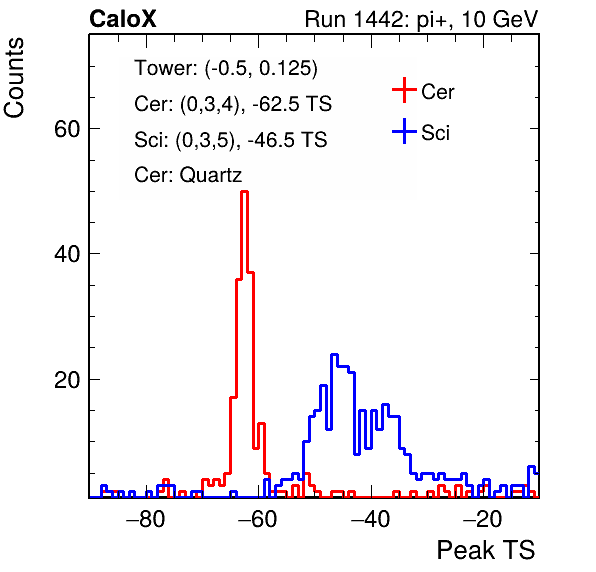 CaloX Run 1442: pi+, 10 GeV
Counts
Tower: (-0.5, 0.125)
Cer: (0,3,4), -62.5 TS
Sci: (0,3,5), -46.5 TS
Cer: Quartz
Cer
Sci
60
40
20
−80 −60 −40 −20
Peak TS